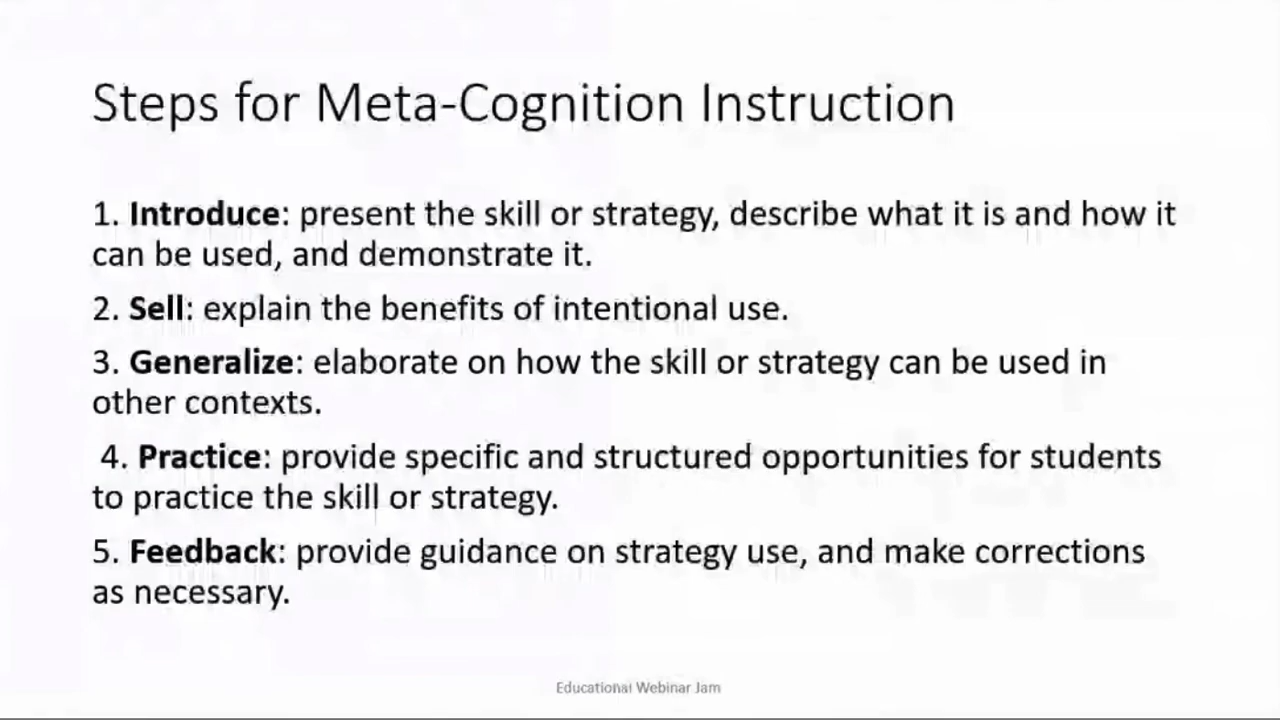 Steps for Meta-Cognition Instruction
1. Introduce: present the skill or strategy, describe what it is and how it
can be used, and demonstrate it.
2. Sell: explain the benefits of intentional use.
3. Generalize: elaborate on how the skill or strategy can be used in
other contexts.
4. Practice: provide specific and structured opportunities for students
to practice the skill or strategy.
5. Feedback: provide guidance on strategy use, and make corrections
as necessary.
Educational Webinar Jam